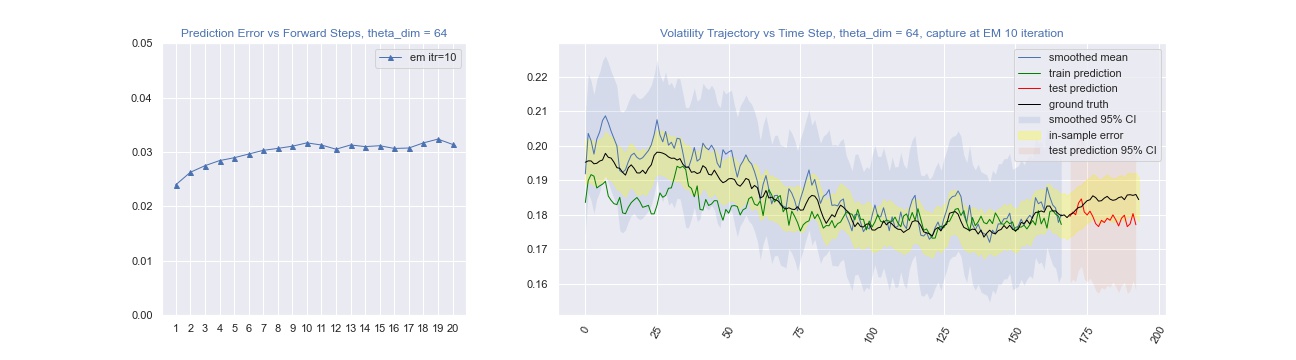 Prediction Error vs Forward Steps, theta_dim = 64
0.05
0.04
0.03
0.02
0.01
0.00
em itr=10
1 2 3 4 5 6 7 8 9 10 11 12 13 14 15 16 17 18 19 20
Volatility Trajectory vs Time Step, theta_dim = 64, capture at EM 10 iteration
0.22
0.21
0.20
0.19
0.18
0.17
0.16
smoothed mean
train prediction
test prediction
ground truth
smoothed 95% CI
in-sample error
test prediction 95% CI
0 25 50 75 100 125 150 175 200